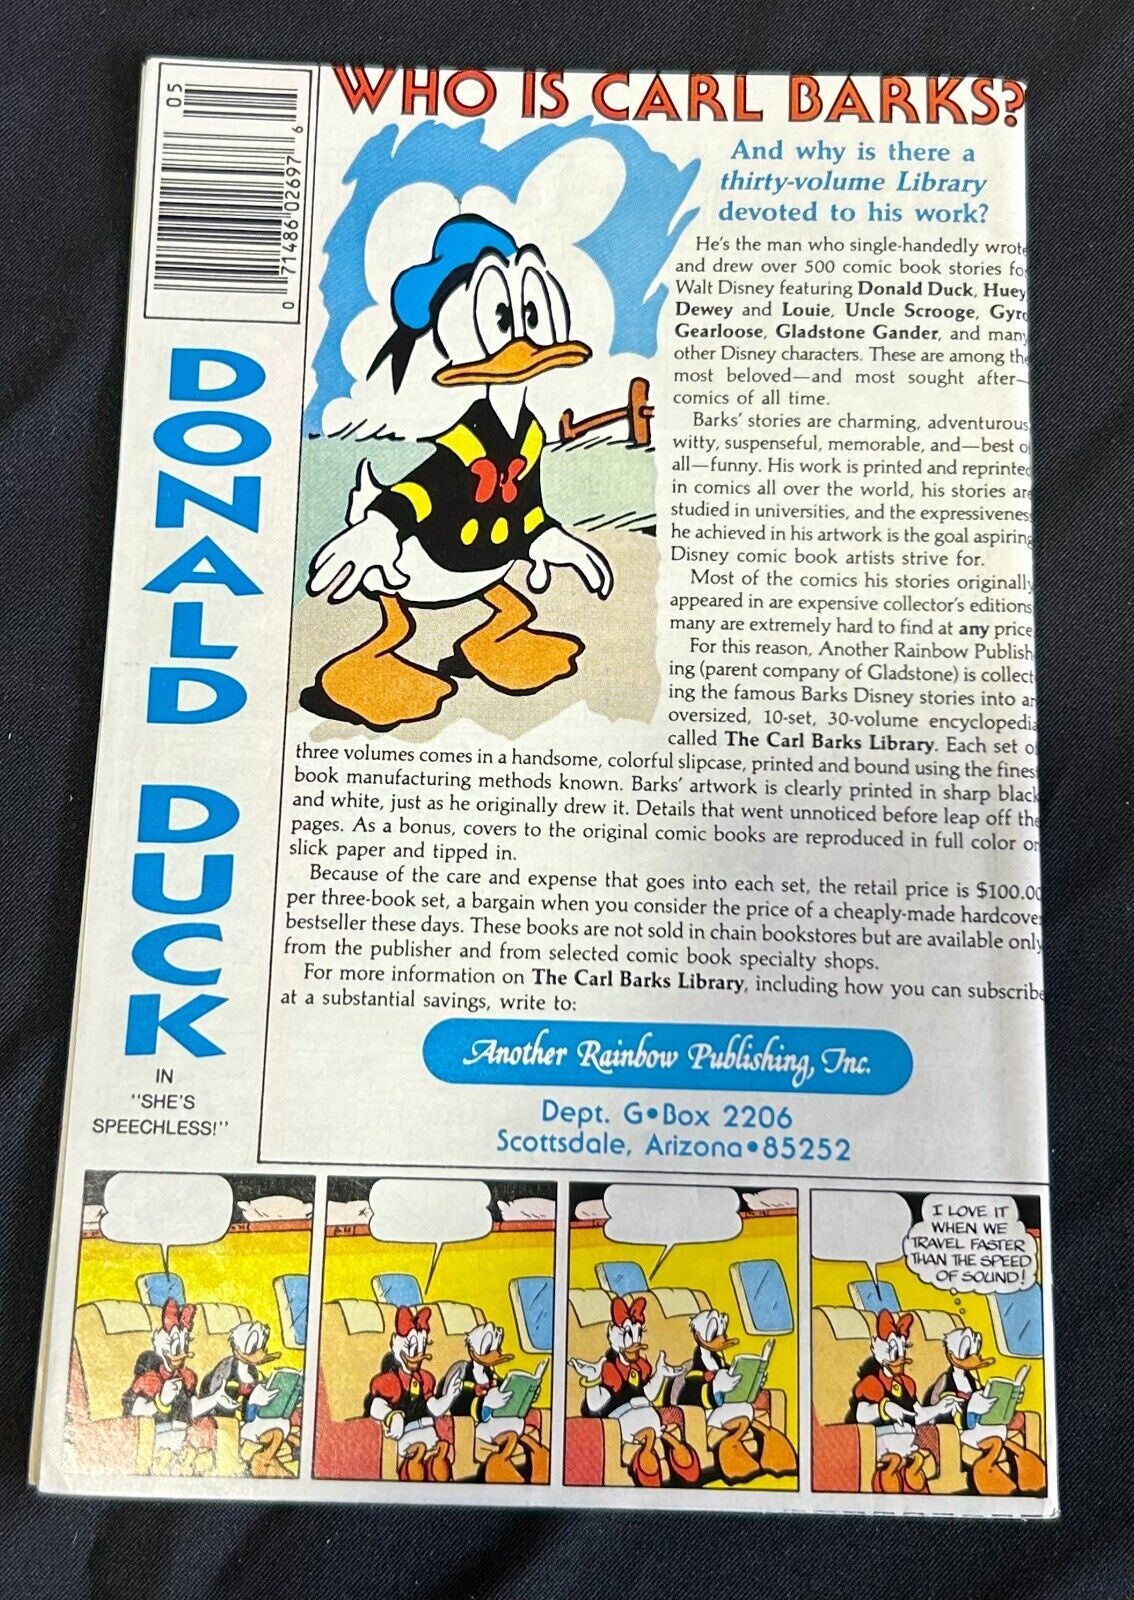 05
0 71486 02697 6
WHO IS CARL BARKS?
And why is there a
thirty-volume Library
devoted to his work?
He's the man who single-handedly wrote
and drew over 500 comic book stories fo
Walt Disney featuring Donald Duck, Huey
Dewey and Louie, Uncle Scrooge, Gyro
Gearloose, Gladstone Gander, and many
other Disney characters. These are among the
most beloved—and most sought after—
comics of all time.
Barks' stories are charming, adventurous
witty, suspenseful, memorable, and—best o
all—funny. His work is printed and reprinted
in comics all over the world, his stories are
studied in universities, and the expressivenes
he achieved in his artwork is the goal aspiring
Disney comic book artists strive for.
Most of the comics his stories originally
appeared in are expensive collector's editions
many are extremely hard to find at any price
For this reason, Another Rainbow Publish
ing (parent company of Gladstone) is collect
ing the famous Barks Disney stories into an
oversized, 10-set, 30-volume encyclopedia
called The Carl Barks Library. Each set o
three volumes comes in a handsome, colorful slipcase, printed and bound using the fines
book manufacturing methods known. Barks' artwork is clearly printed in sharp black
and white, just as he originally drew it. Details that went unnoticed before leap off the
pages. As a bonus, covers to the original comic books are reproduced in full color on
slick paper and tipped in.
Because of the care and expense that goes into each set, the retail price is $100.00
per three-book set, a bargain when you consider the price of a cheaply-made hardcove
bestseller these days. These books are not sold in chain bookstores but are available only
from the publisher and from selected comic book specialty shops.
For more information on The Carl Barks Library, including how you can subscribe
at a substantial savings, write to:
Another Rainbow Publishing, Inc.
Dept. G•Box 2206
Scottsdale, Arizona•85252
DONALD DUCK
IN
"SHE'S
SPEECHLESS!"
I LOVE IT
WHEN WE
TRAVEL FASTER
THAN THE SPEED
OF SOUND!